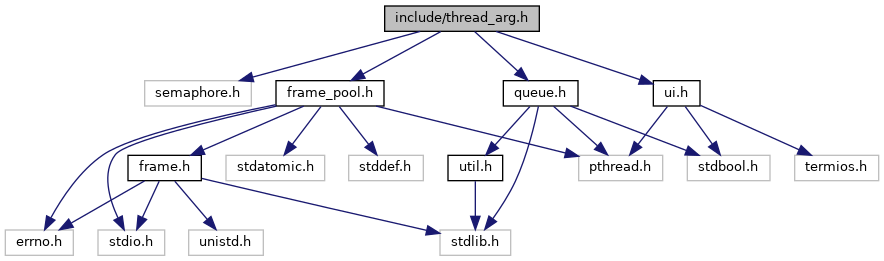 include/thread_arg.h
semaphore.h
frame_pool.h
queue.h
ui.h
frame.h
stdatomic.h
stddef.h
util.h
pthread.h
stdbool.h
termios.h
errno.h
stdio.h
unistd.h
stdlib.h